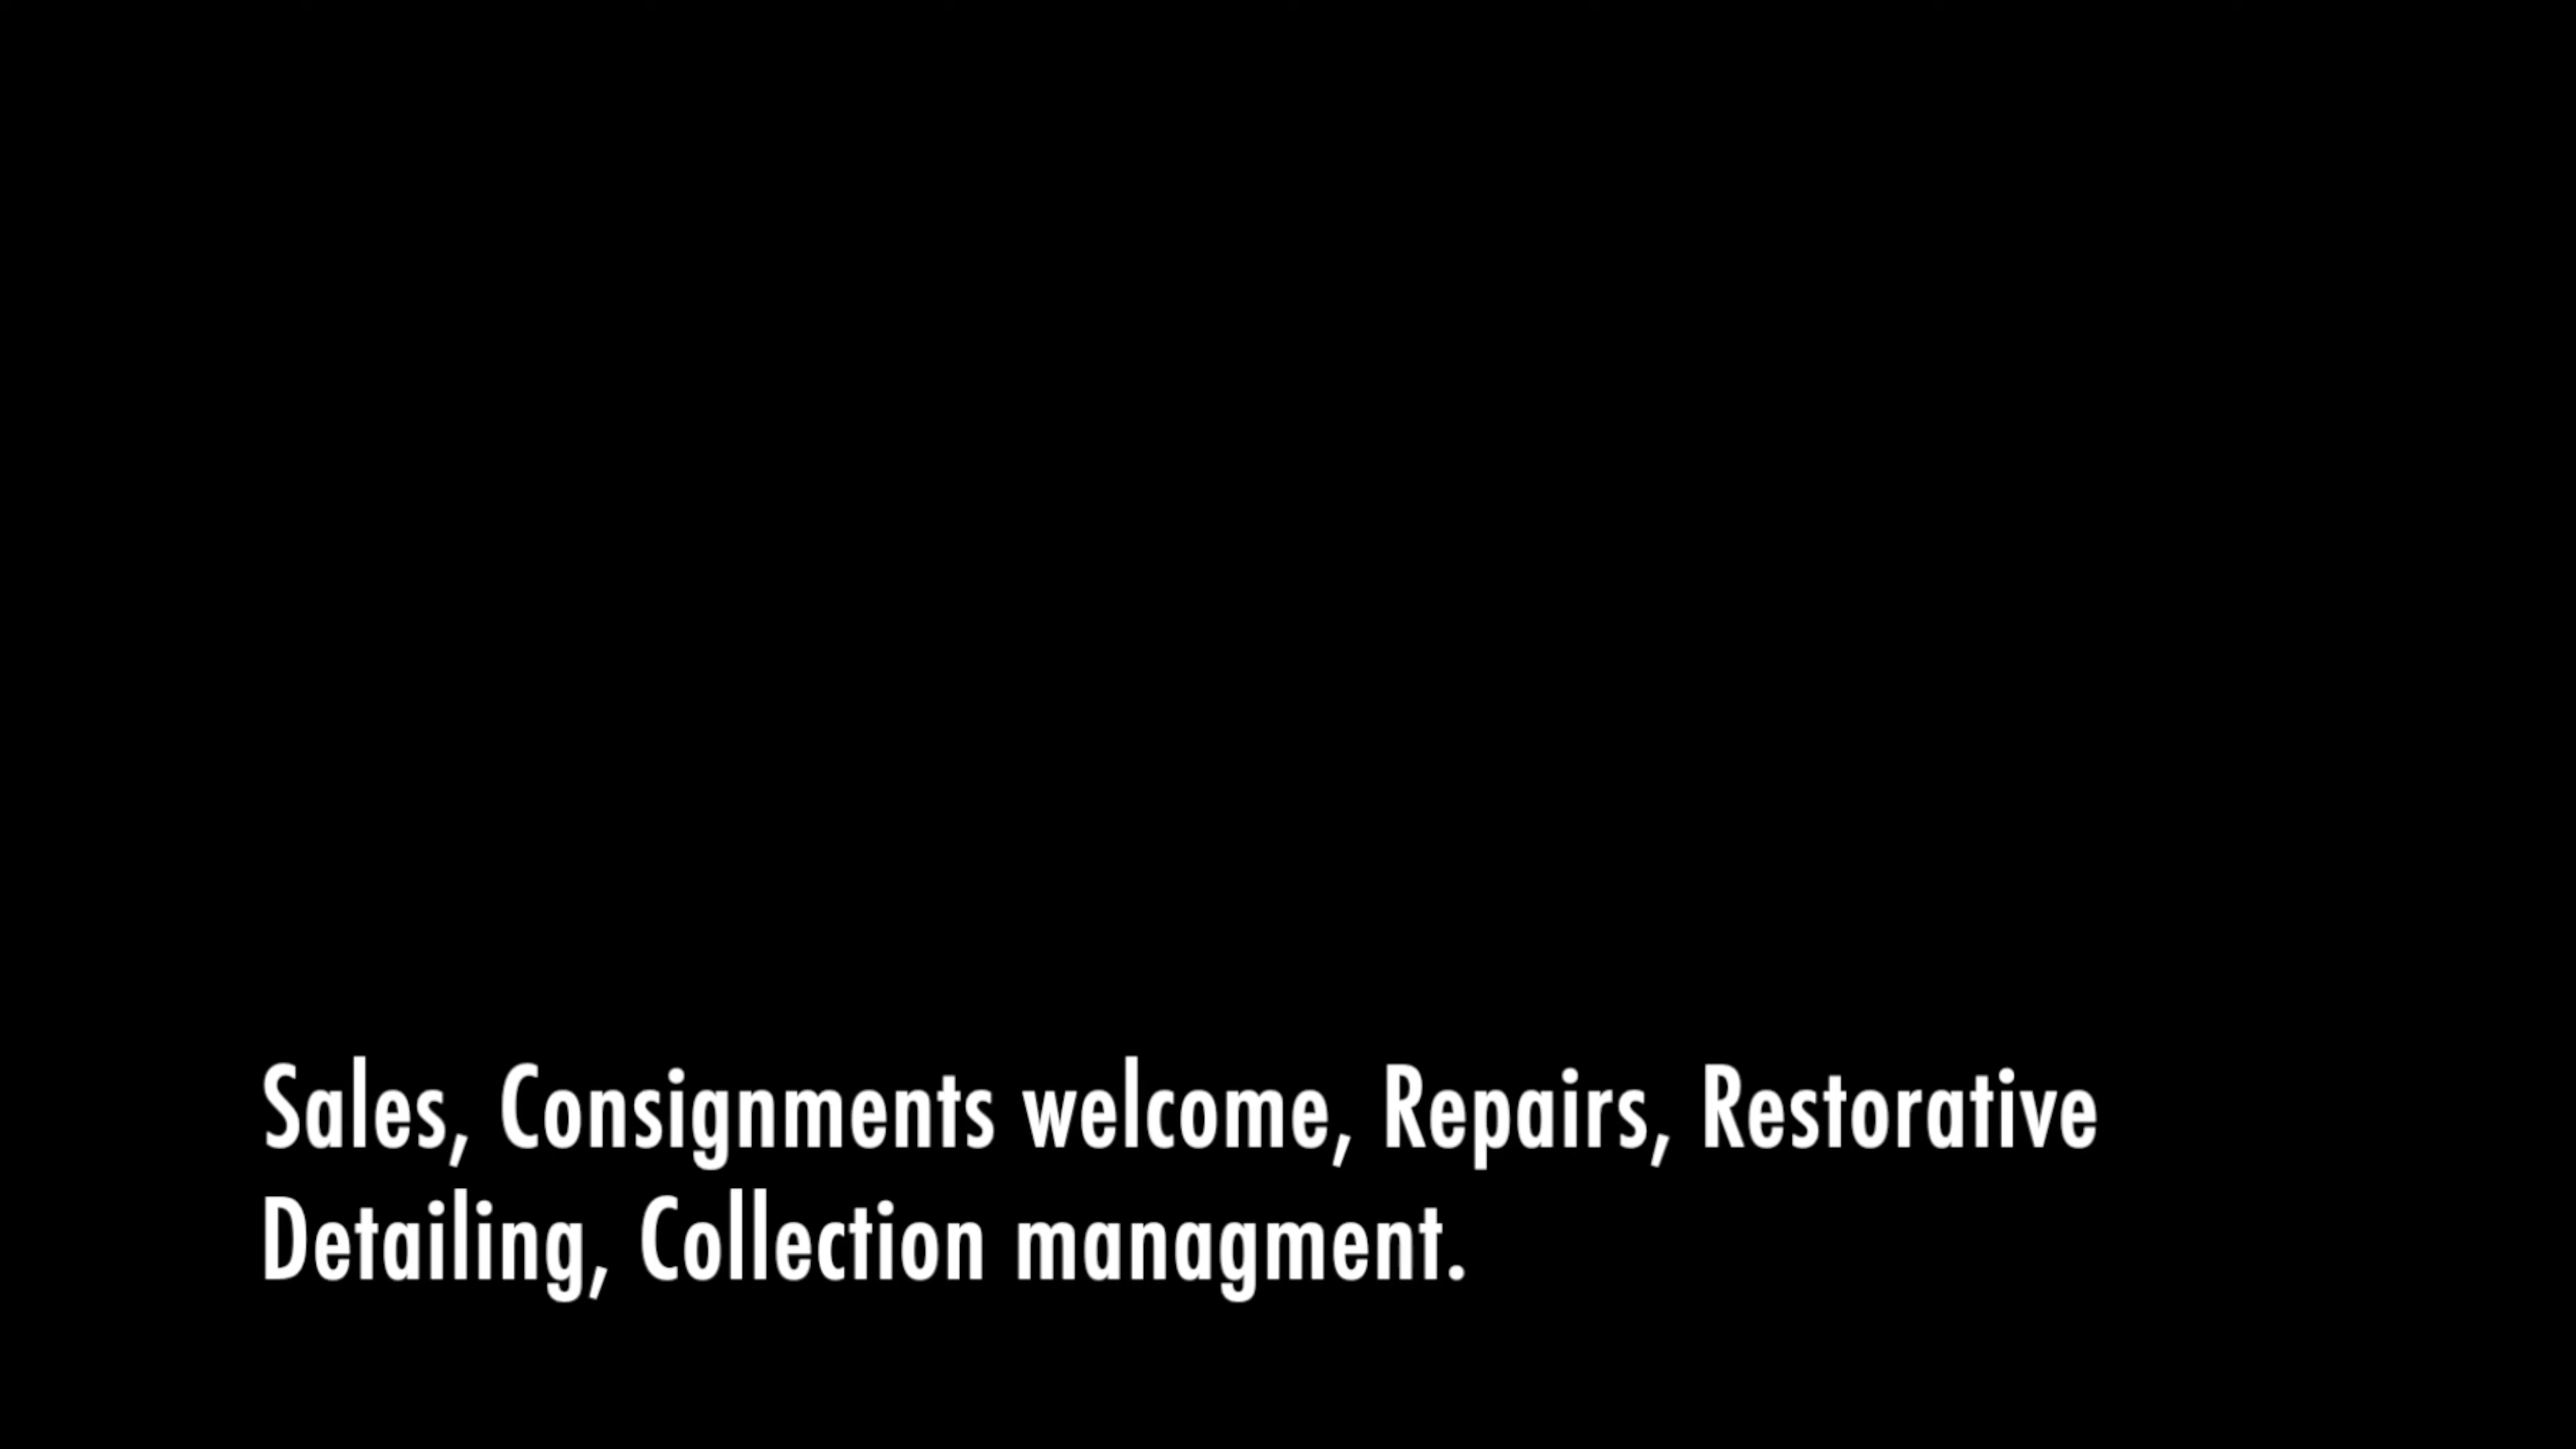 Sales, Consignments welcome, Repairs, Restorative
Detailing, Collection managment.